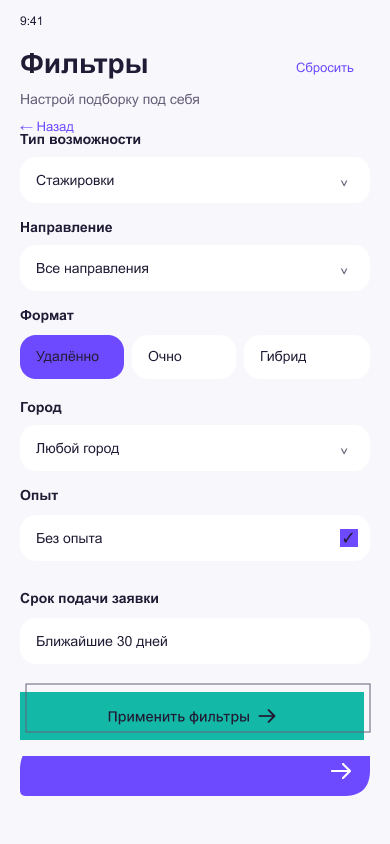 9:41
Фильтры
Сбросить
Настрой подборку под себя
← Назад
Тип возможности
Стажировки
Направление
Все направления
Формат
Удалённо
Очно
Гибрид
Город
Любой город
Опыт
Без опыта
Срок подачи заявки
Ближайшие 30 дней
Применить фильтры →